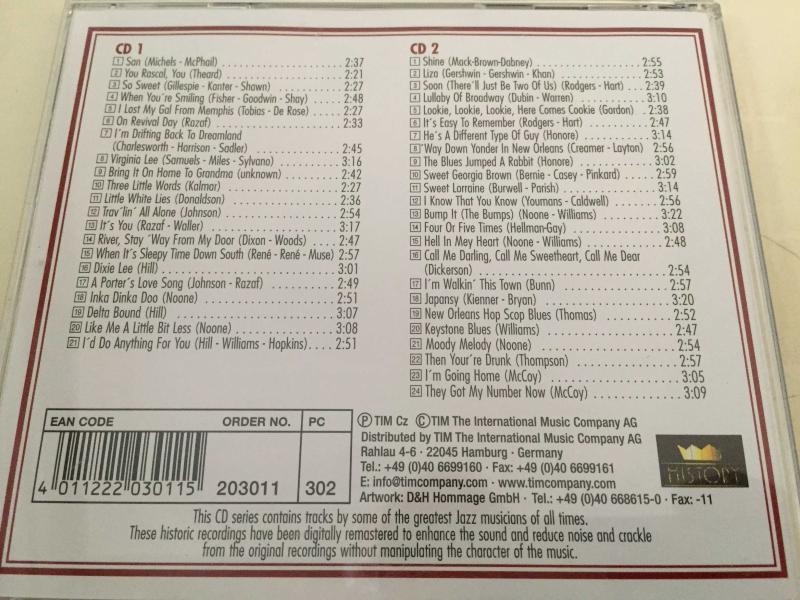 CD 1
1 San (Michels - McPhail) 2:37
2 You Rascal, You (Theard) 2:21
3 So Sweet (Gillespie - Kanter - Shawn) 2:27
4 When You're Smiling (Fisher - Goodwin - Shay) 2:48
5 I Lost My Gal From Memphis (Tobias - De Rose) 2:27
6 On Revival Day (Razaf) 2:33
7 I'm Drifting Back To Dreamland
(Charlesworth - Harrison - Sadler) 2:45
8 Virginia Lee (Samuels - Miles - Sylvano) 3:16
9 Bring It On Home To Grandma (unknown) 2:42
10 Three Little Words (Kalmar) 2:27
11 Little White Lies (Donaldson) 2:36
12 Trav'lin' All Alone (Johnson) 2:54
13 It's You (Razaf - Waller) 3:17
14 River, Stay 'Way From My Door (Dixon - Woods) 2:47
15 When It's Sleepy Time Down South (René - René - Muse) 2:57
16 Dixie Lee (Hill) 3:01
17 A Porter's Love Song (Johnson - Razaf) 2:49
18 Inka Dinka Doo (Noone) 2:51
19 Delta Bound (Hill) 3:07
20 Like Me A Little Bit Less (Noone) 3:08
21 I'd Do Anything For You (Hill - Williams - Hopkins) 2:51
CD 2
1 Shine (Mack-Brown-Dabney) 2:55
2 Liza (Gershwin - Gershwin - Khan) 2:53
3 Soon (There'll Just Be Two Of Us) (Rodgers - Hart) 2:39
4 Lullaby Of Broadway (Dubin - Warren) 3:10
5 Lookie, Lookie, Lookie, Here Comes Cookie (Gordon) 2:38
6 It's Easy To Remember (Rodgers - Hart) 2:47
7 He's A Different Type Of Guy (Honore) 3:14
8 'Way Down Yonder In New Orleans (Creamer - Layton) 2:56
9 The Blues Jumped A Rabbit (Honore) 3:02
10 Sweet Georgia Brown (Bernie - Casey - Pinkard) 2:59
11 Sweet Lorraine (Burwell - Parish) 3:14
12 I Know That You Know (Youmans - Caldwell) 2:56
13 Bump It (The Bumps) (Noone - Williams) 3:22
14 Four Or Five Times (Hellman-Gay) 3:08
15 Hell In Mey Heart (Noone - Williams) 2:48
16 Call Me Darling, Call Me Sweetheart, Call Me Dear
(Dickerson) 2:54
17 I'm Walkin' This Town (Bunn) 2:57
18 Japansy (Kienner - Bryan) 3:20
19 New Orleans Hop Scop Blues (Thomas) 2:52
20 Keystone Blues (Williams) 2:47
21 Moody Melody (Noone) 2:54
22 Then Your're Drunk (Thompson) 2:57
23 I'm Going Home (McCoy) 3:05
24 They Got My Number Now (McCoy) 3:09
EAN CODE ORDER NO. PC
4 011222 030115 203011 302
Ⓟ TIM Cz ©TIM The International Music Company AG
Distributed by TIM The International Music Company AG
Rahlau 4-6 · 22045 Hamburg · Germany
Tel.: +49 (0)40 6699160 · Fax: +49 (0)40 6699161
E: info@timcompany.com · www.timcompany.com
Artwork: D&H Hommage GmbH · Tel.: +49 (0)40 668615-0 · Fax: -11
HISTORY
This CD series contains tracks by some of the greatest Jazz musicians of all times.
These historic recordings have been digitally remastered to enhance the sound and reduce noise and crackle
from the original recordings without manipulating the character of the music.